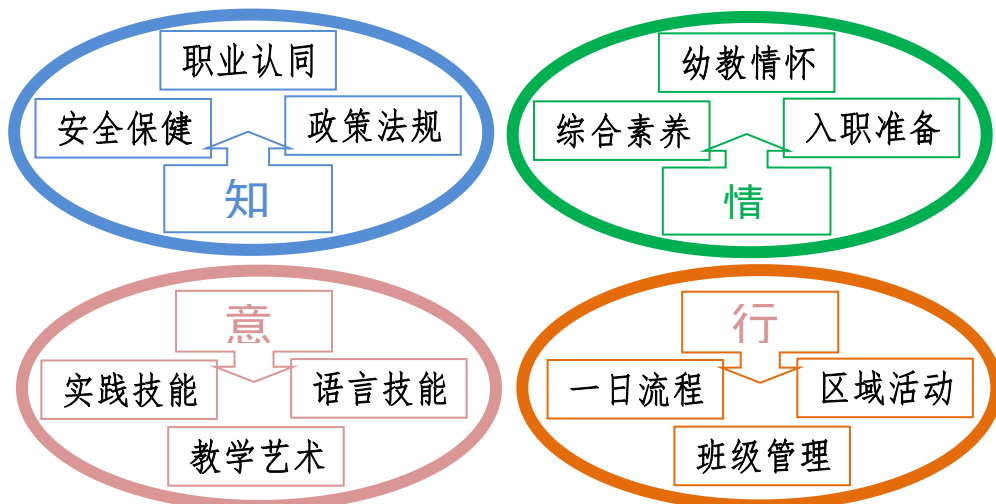 职业认同
安全保健
政策法规
知
幼教情怀
综合素养
入职准备
情
意
实践技能
语言技能
教学艺术
行
一日流程
区域活动
班级管理